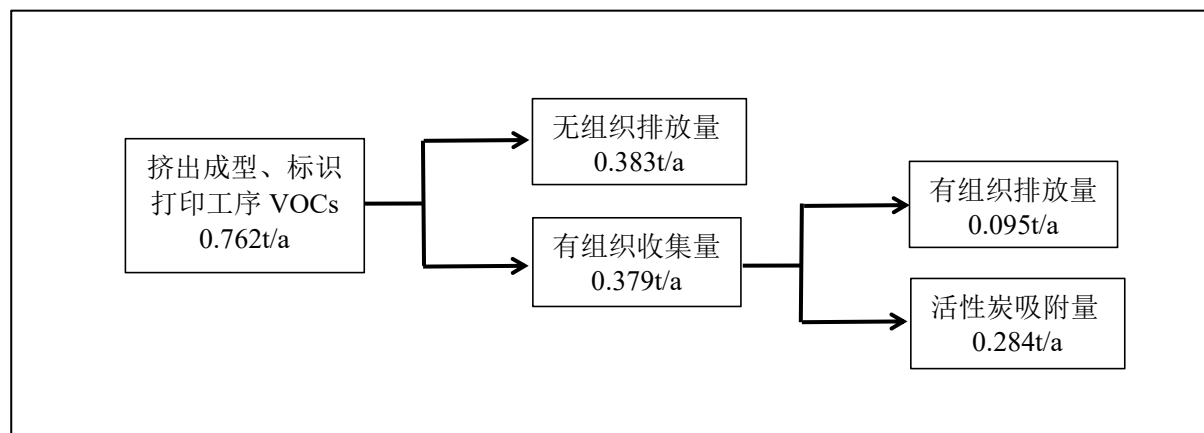 挤出成型、标识
打印工序 VOCs
0.762t/a
无组织排放量
0.383t/a
有组织收集量
0.379t/a
有组织排放量
0.095t/a
活性炭吸附量
0.284t/a